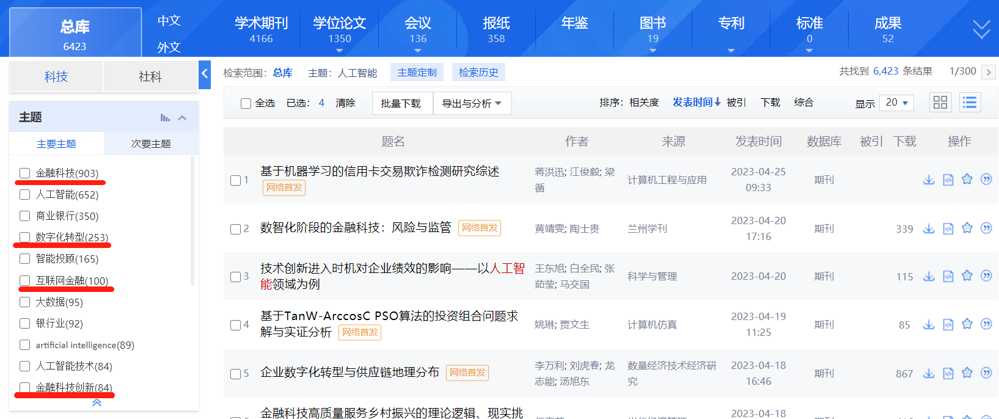 总库
6423
中文
外文
学术期刊
4166
学位论文
1350
会议
136
报纸
358
年鉴
图书
19
专利
标准
0
成果
52
科技
社科
检索范围：总库 主题：人工智能 主题定制 检索历史
共找到 6,423 条结果 1/300
全选 已选：4 清除 批量下载 导出与分析
排序：相关度 发表时间↓ 被引 下载 综合 显示 20
主题
主要主题 次要主题
金融科技(903)
人工智能(652)
商业银行(350)
数字化转型(253)
智能投顾(165)
互联网金融(100)
大数据(95)
银行业(92)
artificial intelligence(89)
人工智能技术(84)
金融科技创新(84)
题名 作者 来源 发表时间 数据库 被引 下载 操作
1 基于机器学习的信用卡交易欺诈检测研究综述
网络首发
蒋洪迅; 江俊毅; 梁
循
计算机工程与应用
2023-04-25
09:33
期刊
2 数智化阶段的金融科技：风险与监管 网络首发
黄靖雯; 陶士贵
兰州学刊
2023-04-20
17:16
期刊
339
3 技术创新进入时机对企业绩效的影响——以人工智
能领域为例
王东旭; 白全民; 张
茹莹; 马交国
科学与管理
2023-04-20
期刊
115
4 基于TanW-ArccosC PSO算法的投资组合问题求
解与实证分析 网络首发
姚琳; 贾文生
计算机仿真
2023-04-19
11:25
期刊
85
5 企业数字化转型与供应链地理分布 网络首发
李万利; 刘虎春; 龙
志能; 汤旭东
数量经济技术经济研
究
2023-04-18
16:46
期刊
867
金融科技高质量服务乡村振兴的理论逻辑、现实挑
2023-04-18